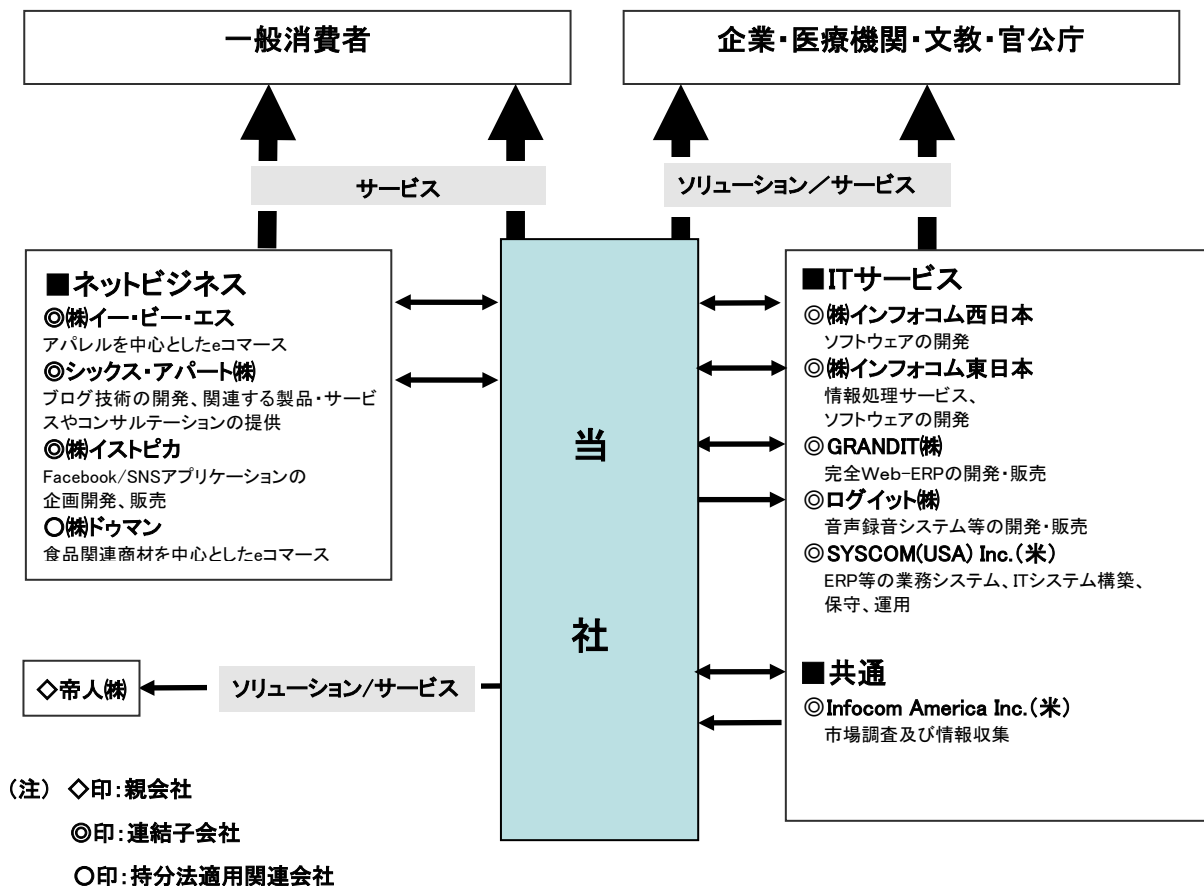 一般消費者
企業・医療機関・文教・官公庁
サービス
ソリューション／サービス
■ネットビジネス
◎㈱イー・ビー・エス
アパレルを中心としたeコマース
◎シックス・アパート㈱
ブログ技術の開発、関連する製品・サービ
スやコンサルテーションの提供
◎㈱イストピカ
Facebook/SNSアプリケーションの
企画開発、販売
○㈱ドゥマン
食品関連商材を中心としたeコマース
当
社
■ITサービス
◎㈱インフォコム西日本
ソフトウェアの開発
◎㈱インフォコム東日本
情報処理サービス、
ソフトウェアの開発
◎GRANDIT㈱
完全Web-ERPの開発・販売
◎ログイット㈱
音声録音システム等の開発・販売
◎SYSCOM(USA) Inc.（米）
ERP等の業務システム、ITシステム構築、
保守、運用
■共通
◎Infocom America Inc.（米）
市場調査及び情報収集
◇帝人㈱
ソリューション/サービス
（注） ◇印：親会社
◎印：連結子会社
○印：持分法適用関連会社